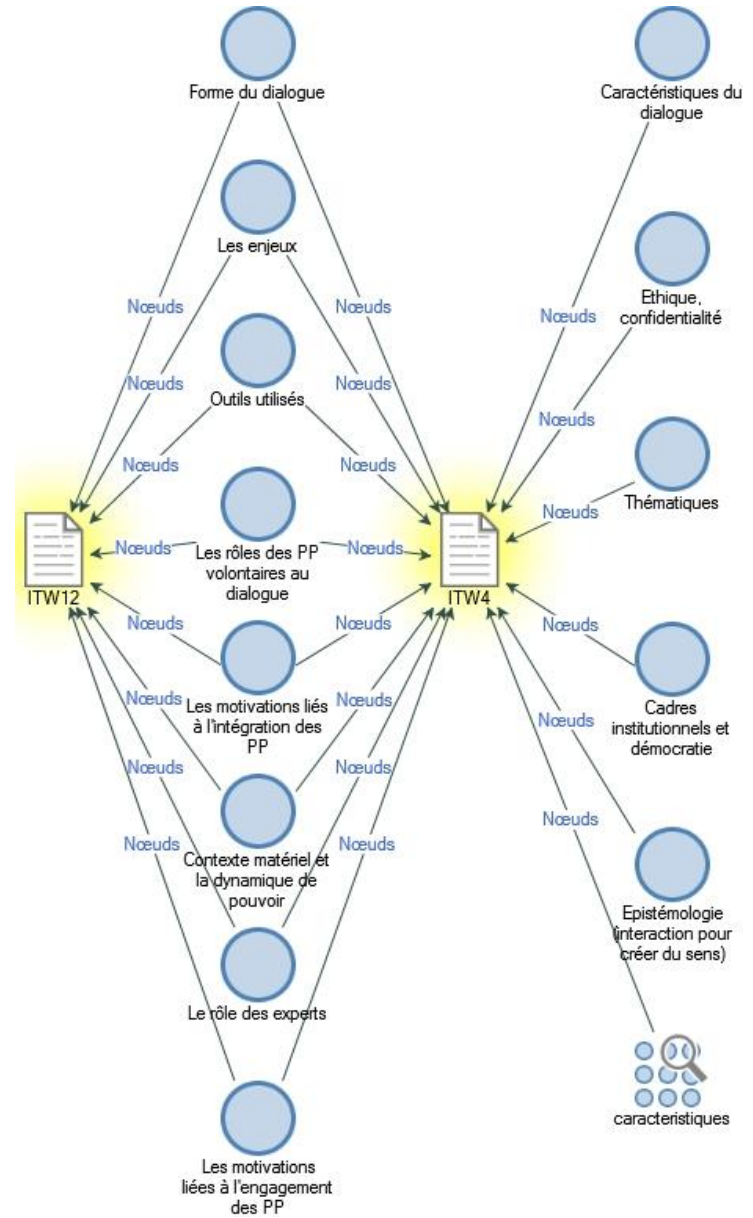 Forme du dialogue
Caractéristiques du
dialogue
Les enjeux
Nœuds
Nœuds
Nœuds
Ethique,
confidentialité
Nœuds
Nœuds
Outils utilisés
Nœuds
Nœuds
Nœuds
Thématiques
Nœuds
Nœuds
Nœuds
Les rôles des PP
volontaires au
dialogue
ITW12
ITW4
Nœuds
Nœuds
Nœuds
Les motivations liés
à l'intégration des
PP
Cadres
institutionnels et
démocratie
Nœuds
Nœuds
Nœuds
Nœuds
Nœuds
Nœuds
Nœuds
Nœuds
Contexte matériel et
la dynamique de
pouvoir
Epistémologie
(interaction pour
créer du sens)
Le rôle des experts
caracteristiques
Les motivations
liées à l'engagement
des PP